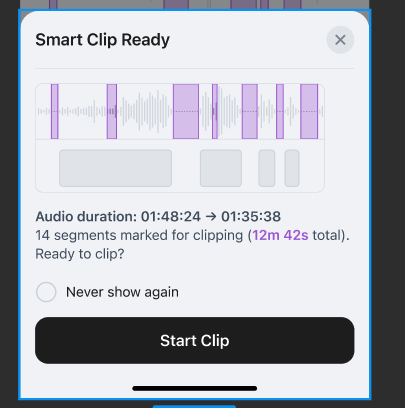 Smart Clip Ready
Audio duration: 01:48:24 → 01:35:38
14 segments marked for clipping (12m 42s total).
Ready to clip?
Never show again
Start Clip